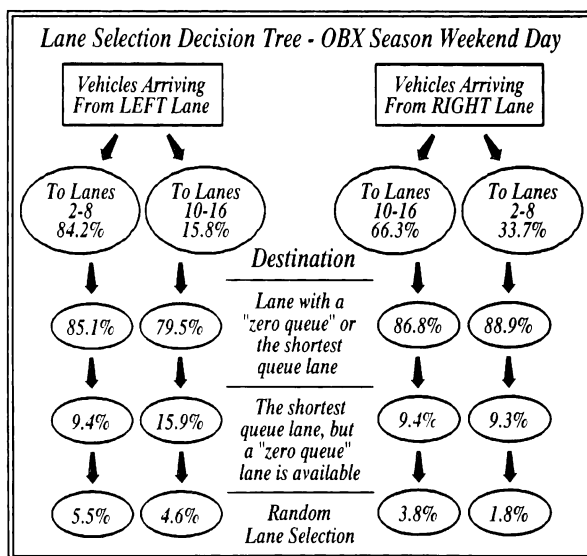 Lane Selection Decision Tree - OBX Season Weekend Day
Vehicles Arriving
From LEFT Lane
Vehicles Arriving
From RIGHT Lane
To Lanes
2-8
84.2%
To Lanes
10-16
15.8%
To Lanes
10-16
66.3%
To Lanes
2-8
33.7%
Destination
85.1%
79.5%
Lane with a
"zero queue" or
the shortest
queue lane
86.8%
88.9%
9.4%
15.9%
The shortest
queue lane, but
a "zero queue"
lane is available
9.4%
9.3%
5.5%
4.6%
Random
Lane Selection
3.8%
1.8%